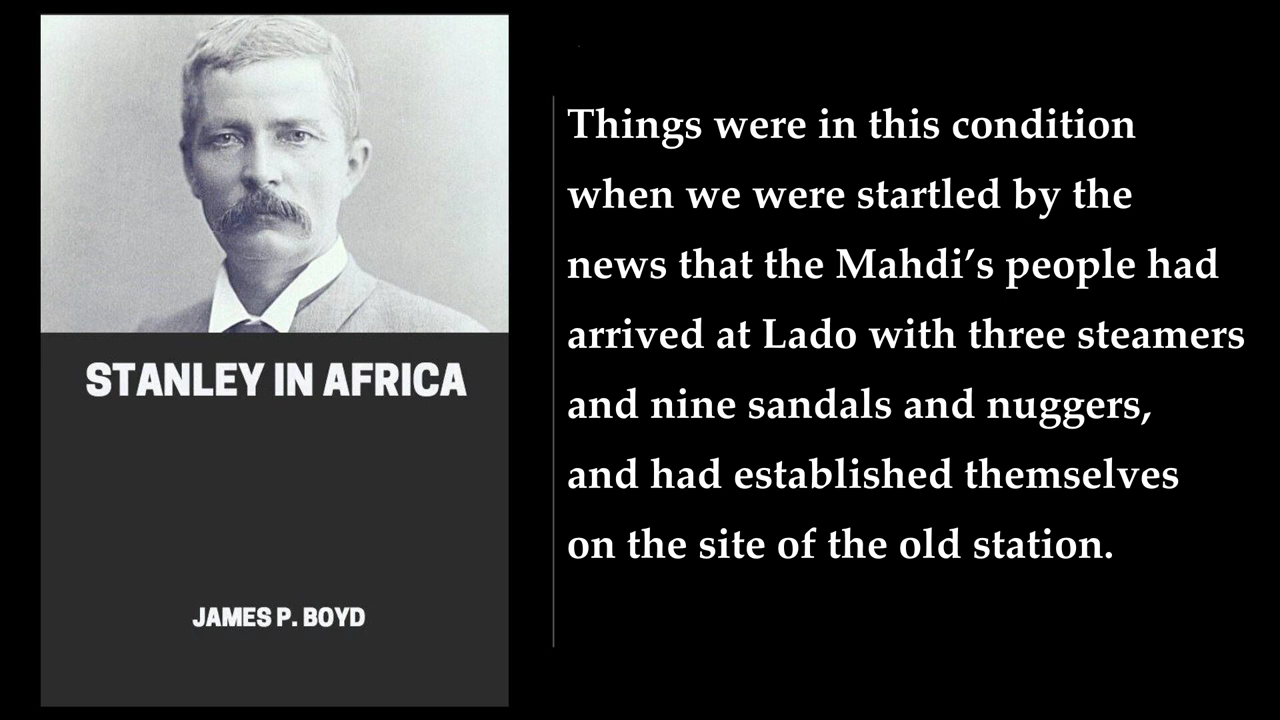 STANLEY IN AFRICA
JAMES P. BOYD
Things were in this condition
when we were startled by the
news that the Mahdi’s people had
arrived at Lado with three steamers
and nine sandals and nuggers,
and had established themselves
on the site of the old station.